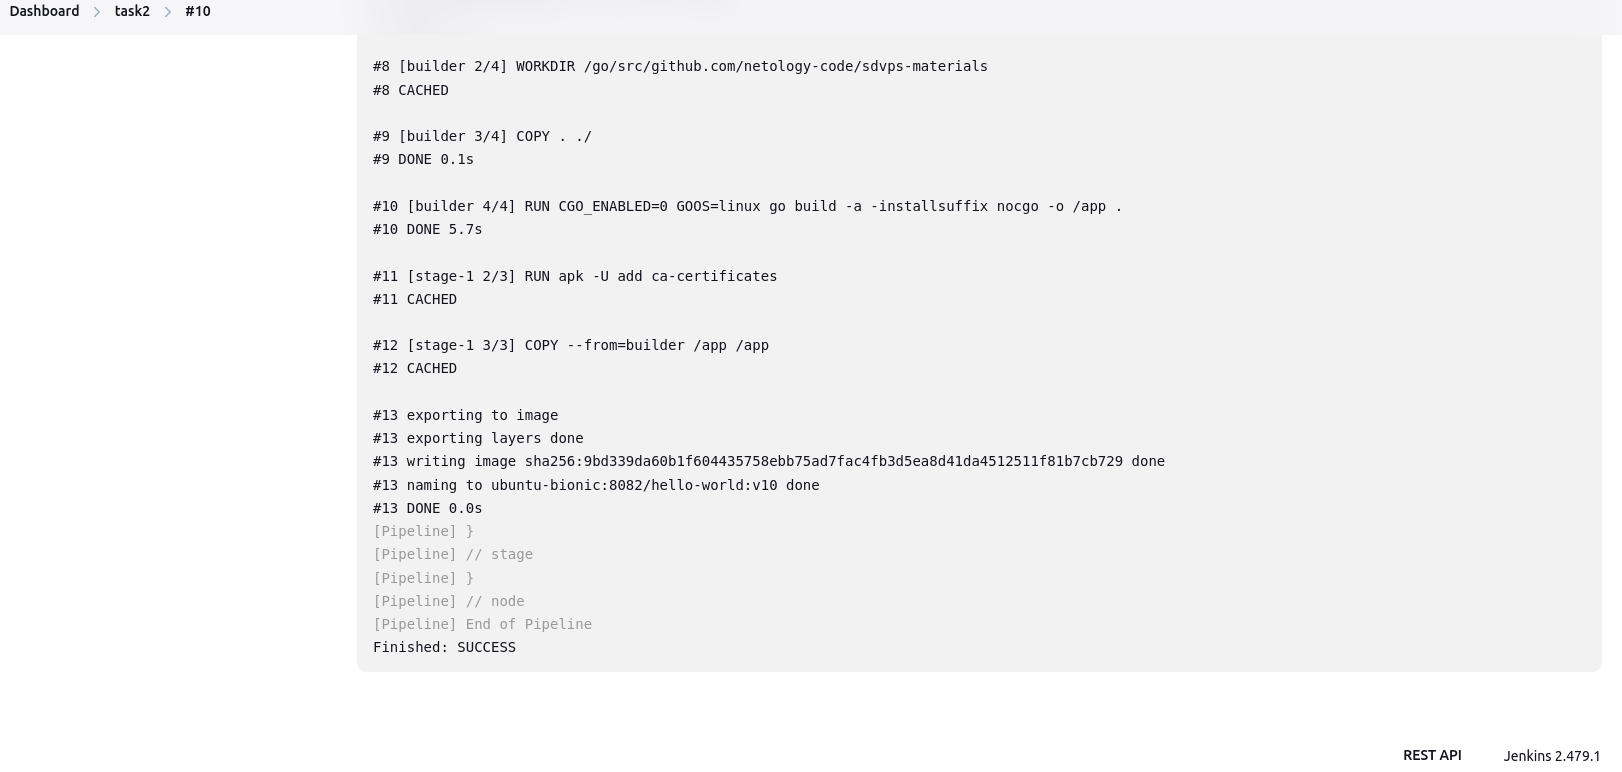 Dashboard > task2 > #10
#8 [builder 2/4] WORKDIR /go/src/github.com/netology-code/sdvps-materials
#8 CACHED
#9 [builder 3/4] COPY . ../
#9 DONE 0.1s
#10 [builder 4/4] RUN CGO_ENABLED=0 GOOS=linux go build -a -installsuffix nocgo -o /app .
#10 DONE 5.7s
#11 [stage-1 2/3] RUN apk -U add ca-certificates
#11 CACHED
#12 [stage-1 3/3] COPY --from=builder /app /app
#12 CACHED
#13 exporting to image
#13 exporting layers done
#13 writing image sha256:9bd339da60b1f604435758ebb75ad7fac4fb3d5ea8d41da4512511f81b7cb729 done
#13 naming to ubuntu-bionic:8082/hello-world:v10 done
#13 DONE 0.0s
[Pipeline] }
[Pipeline] // stage
[Pipeline] }
[Pipeline] // node
[Pipeline] End of Pipeline
Finished: SUCCESS
REST API Jenkins 2.479.1